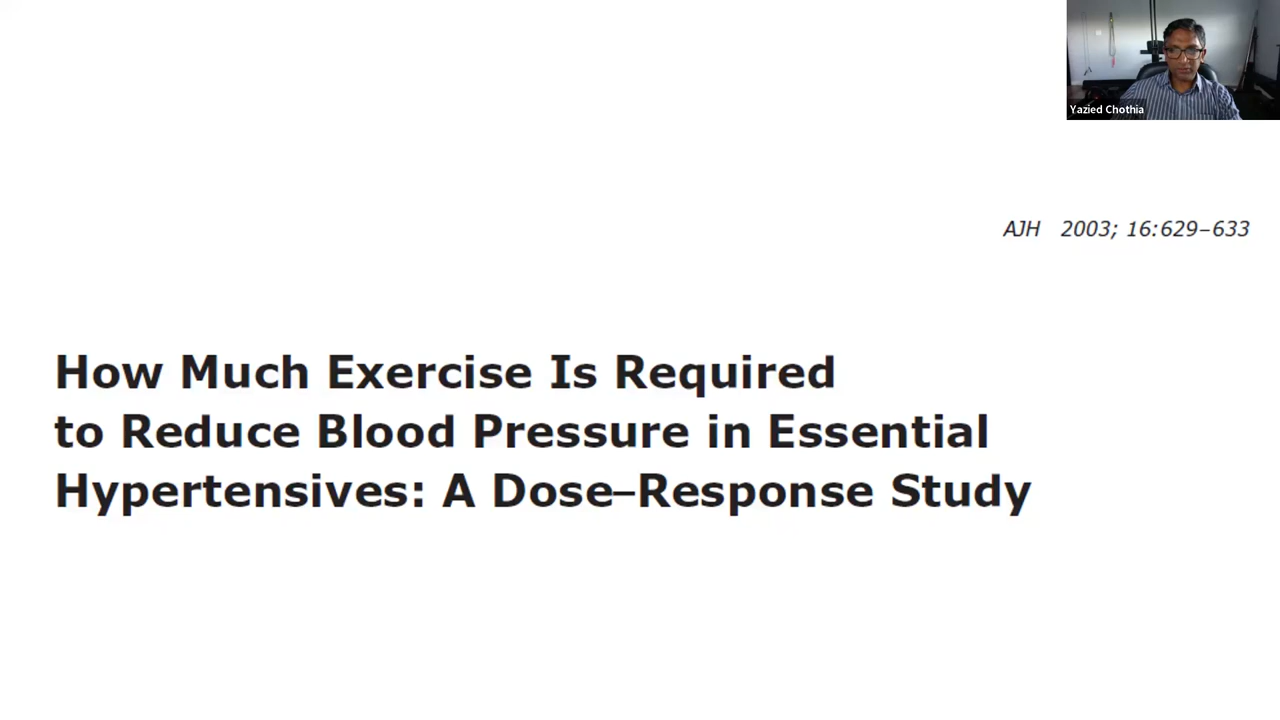 Yazied Chothia
AJH 2003; 16:629–633
How Much Exercise Is Required
to Reduce Blood Pressure in Essential
Hypertensives: A Dose–Response Study